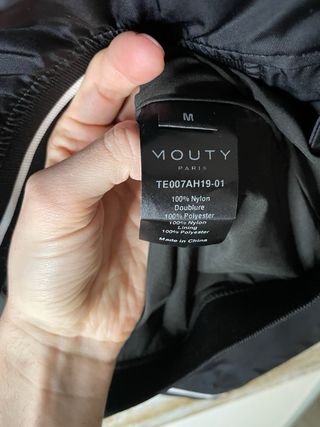 M
MOUTY
PARIS
TE007AH19-01
100% Nylon
Doublure
100% Polyester
100% Nylon
Lining
100% Polyester
Made in China